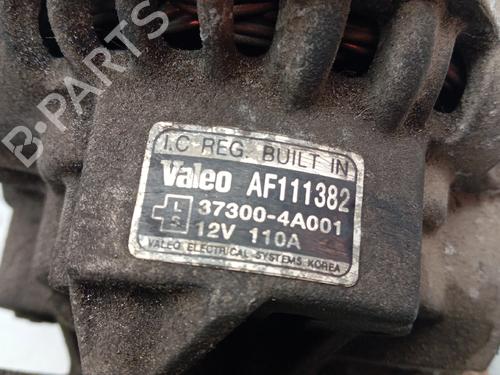 I.C REG. BUILT IN
Valeo AF111382
L 37300-4A001
S 12V 110A
VALEO ELECTRICAL SYSTEMS KOREA
B-PARTS